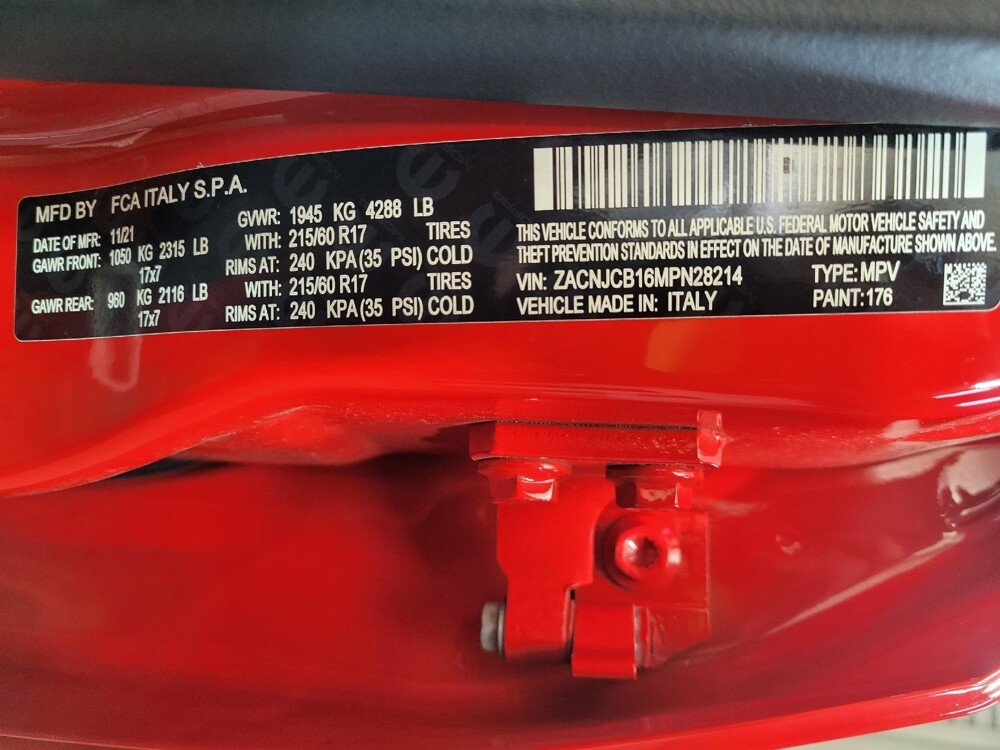 MFD BY FCA ITALY S.P.A.
DATE OF MFR: 11/21 GVWR: 1945 KG 4288 LB
GAWR FRONT: 1050 KG 2315 LB WITH: 215/60 R17 TIRES
17x7 RIMS AT: 240 KPA (35 PSI) COLD
GAWR REAR: 960 KG 2116 LB WITH: 215/60 R17 TIRES
17x7 RIMS AT: 240 KPA (35 PSI) COLD
THIS VEHICLE CONFORMS TO ALL APPLICABLE U.S. FEDERAL MOTOR VEHICLE SAFETY AND
THEFT PREVENTION STANDARDS IN EFFECT ON THE DATE OF MANUFACTURE SHOWN ABOVE
VIN: ZACNJCB16MPN28214 TYPE: MPV
VEHICLE MADE IN: ITALY PAINT: 176